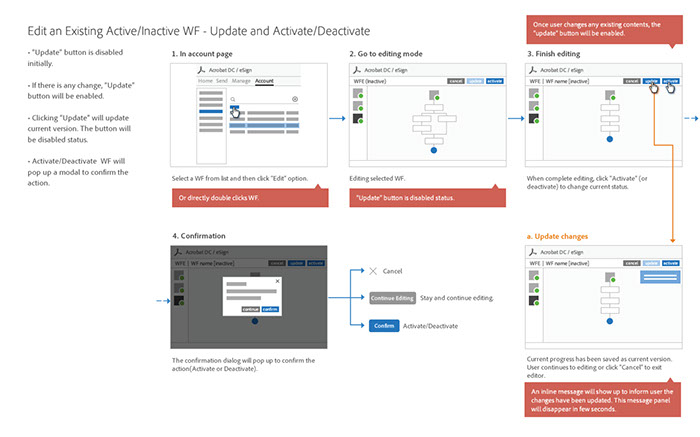 Once user changes any existing contents, the
"update" button will be enabled.
Edit an Existing Active/Inactive WF - Update and Activate/Deactivate
• "Update" button is disabled
initially.
• If there is any change, "Update"
button will be enabled.
• Clicking "Update" will update
current version. The button will
be disabled status.
• Activate/Deactivate WF will
pop up a modal to confirm the
action.
1. In account page
Acrobat DC / eSign
Home Send Manage Account
Select a WF from list and then click "Edit" option.
Or directly double clicks WF.
2. Go to editing mode
Acrobat DC / eSign
WFE [Inactive]
cancel update activate
Editing selected WF.
"Update" button is disabled status.
3. Finish editing
Acrobat DC / eSign
WFE | WF name [inactive]
cancel update activate
When complete editing, click "Activate" (or
deactivate) to change current status.
4. Confirmation
Acrobat DC / eSign
WFE | WF name [inactive]
cancel update activate
continue confirm
The confirmation dialog will pop up to confirm the
action(Activate or Deactivate).
Cancel
Continue Editing Stay and continue editing.
Confirm Activate/Deactivate
a. Update changes
Acrobat DC / eSign
WFE | WF name [inactive]
cancel update activate
Current progress has been saved as current version.
User continues to editing or click "Cancel" to exit
editor.
An inline message will show up to inform user the
changes have been updated. This message panel
will disappear in few seconds.